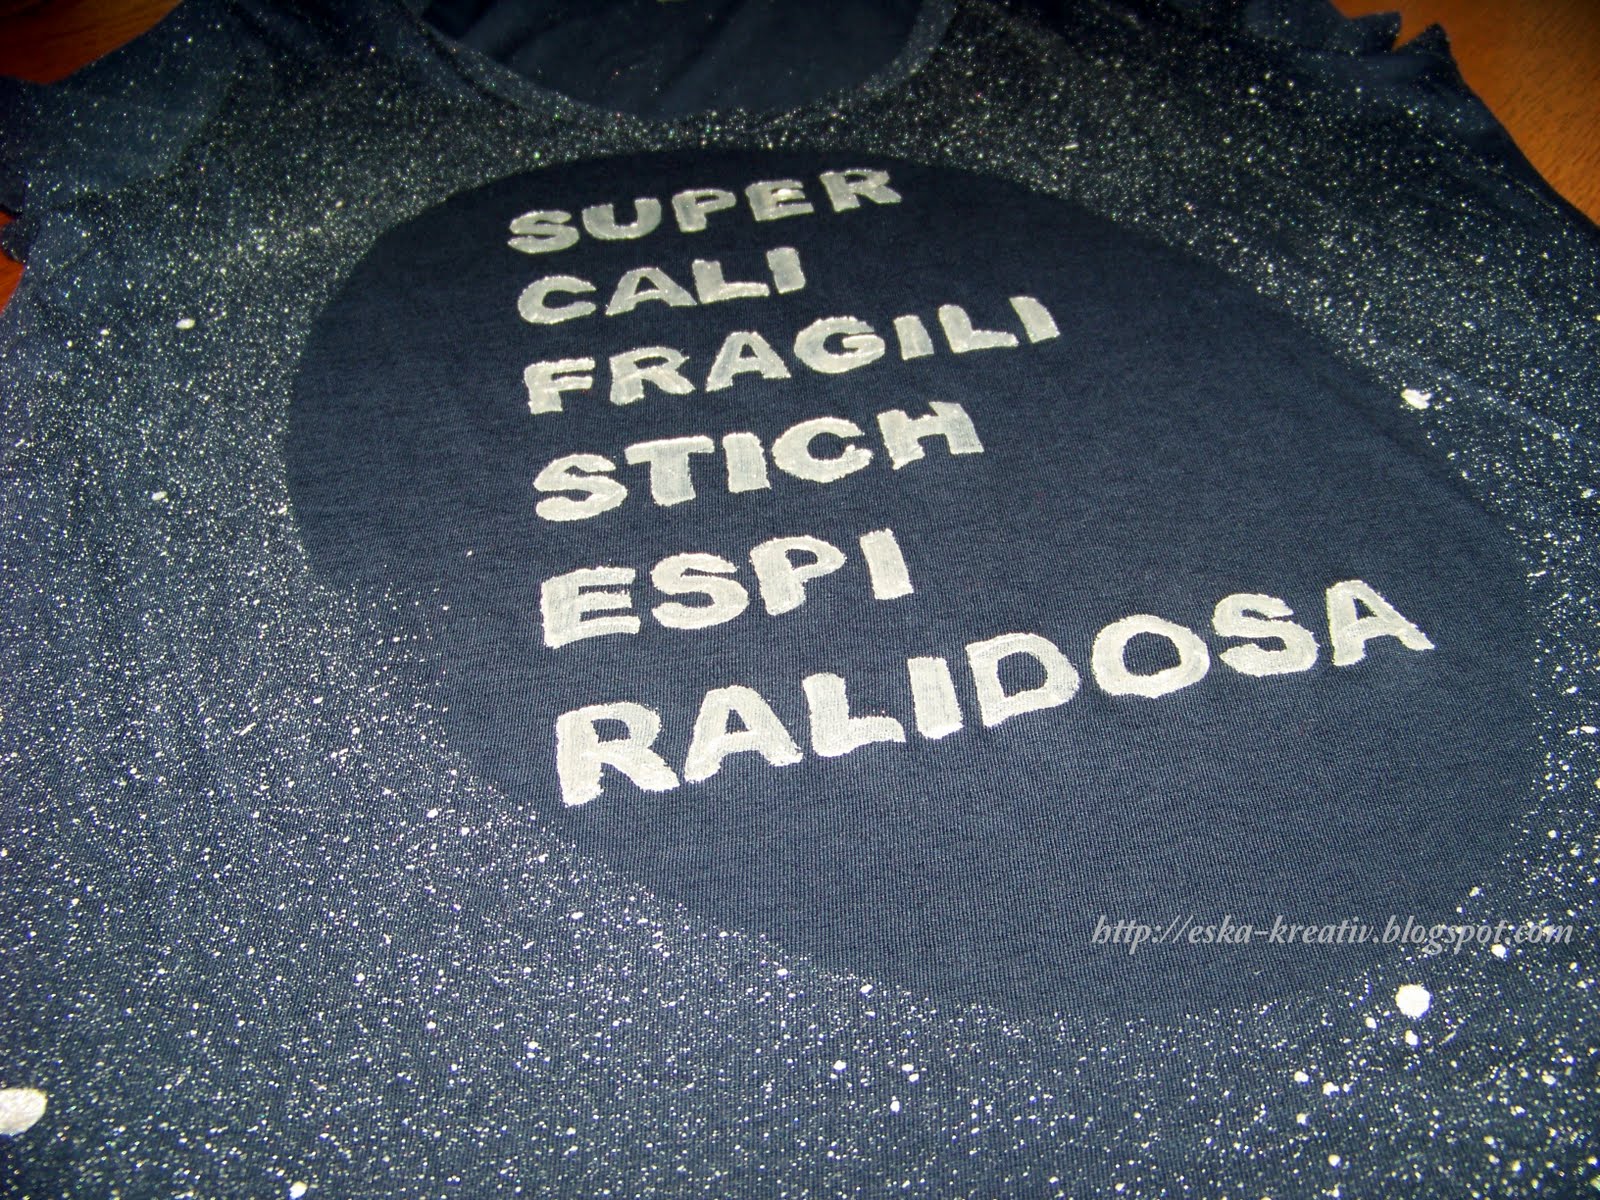 SUPER
CALI
FRAGILI
STICH
ESPI
RALIDOSA
http://eska-kreativ.blogspot.com